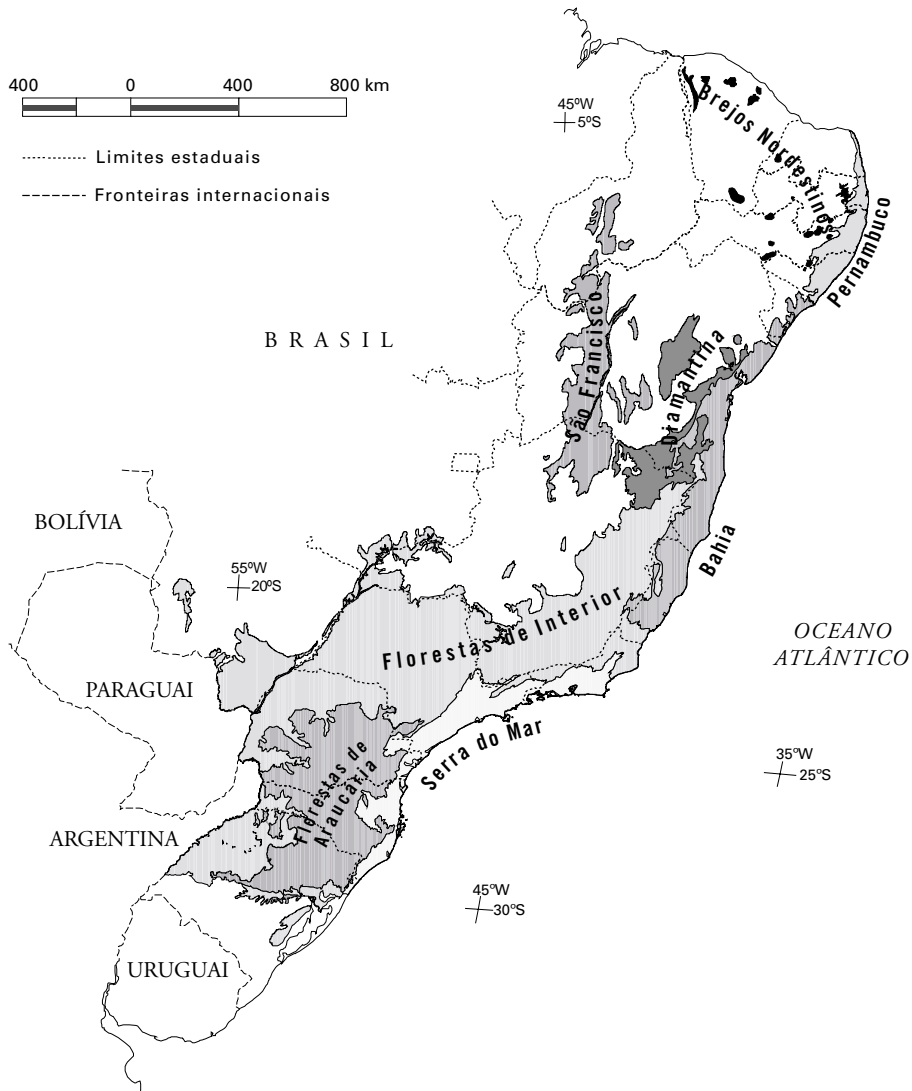 400 0 400 800 km
Limites estaduais
Fronteiras internacionais
45ºW
5ºS
Brejos Nordestinos
Pernambuco
BRASIL
São Francisco
Diamantina
BOLÍVIA
55ºW
20ºS
Bahia
Florestas de Interior
OCEANO
ATLÂNTICO
PARAGUAI
Serra do Mar
35ºW
25ºS
Florestas de
Araucária
ARGENTINA
45ºW
30ºS
URUGUAI